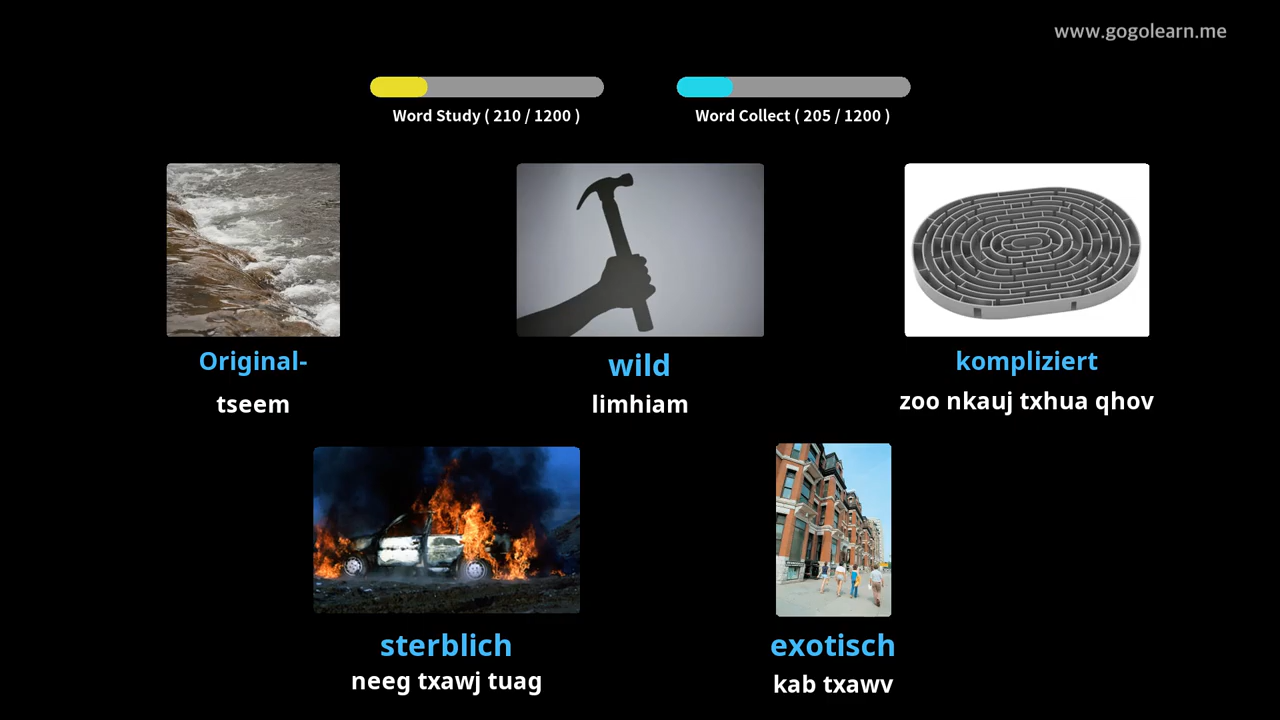 www.gogolearn.me
Word Study ( 210 / 1200 )
Word Collect ( 205 / 1200 )
Original-
tseem
wild
limhiam
kompliziert
zoo nkauj txhua qhov
sterblich
neeg txawj tuag
exotisch
kab txawv